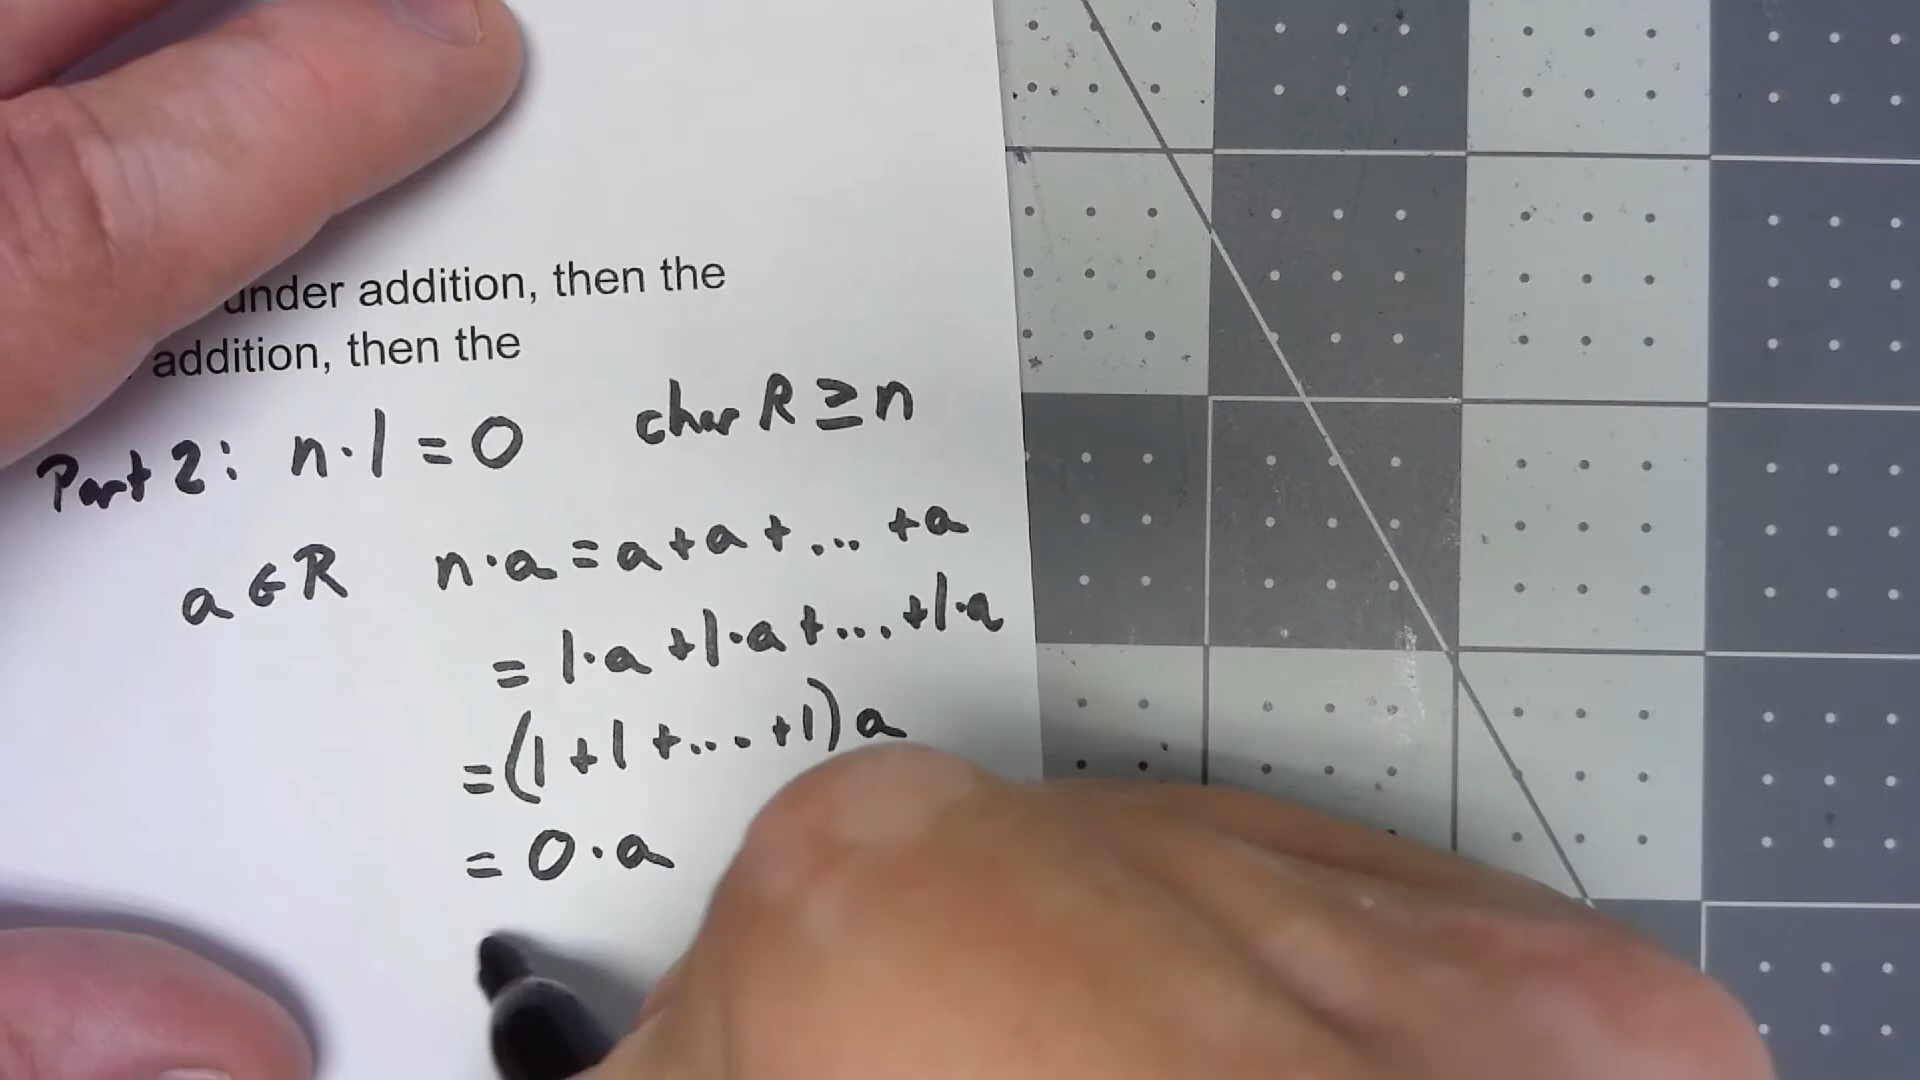 under addition, then the
addition, then the
Part 2: n·1 = 0 char R ≥ n
a ∈ R n·a = a + a + ... + a
= 1·a + 1·a + ... + 1·a
= (1 + 1 + ... + 1) a
= 0·a